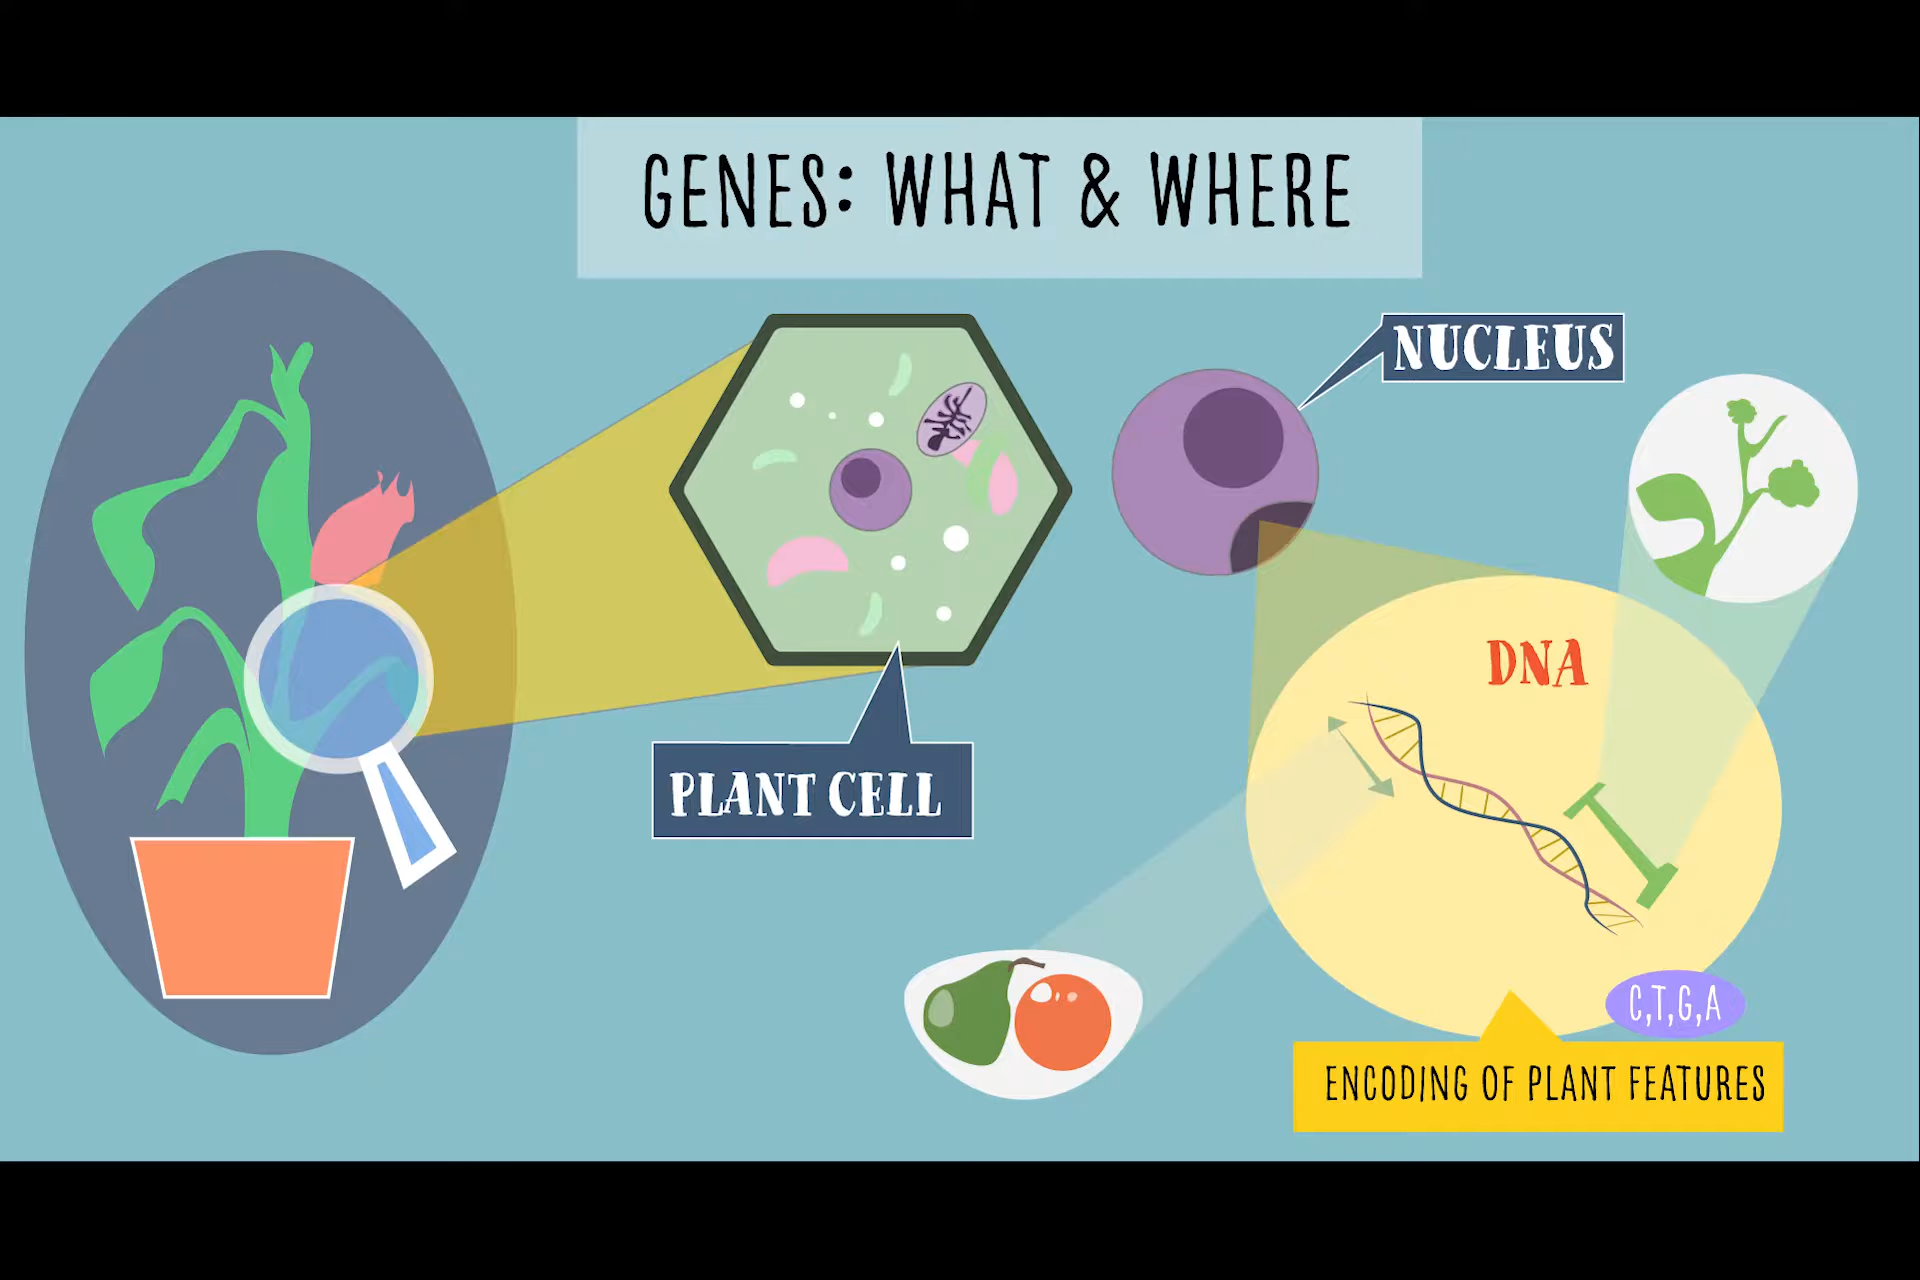 GENES: WHAT & WHERE
NUCLEUS
DNA
PLANT CELL
C,T,G,A
ENCODING OF PLANT FEATURES